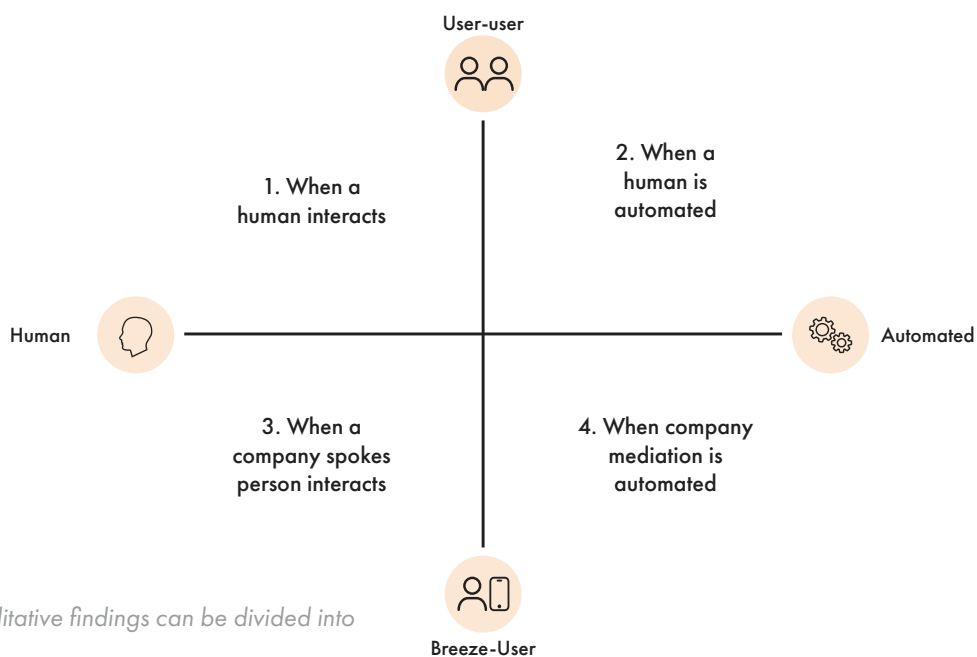 User-user
1. When a
human interacts
2. When a
human is
automated
Human
Automated
3. When a
company spokes
person interacts
4. When company
mediation is
automated
findings can be divided into
Breeze-User